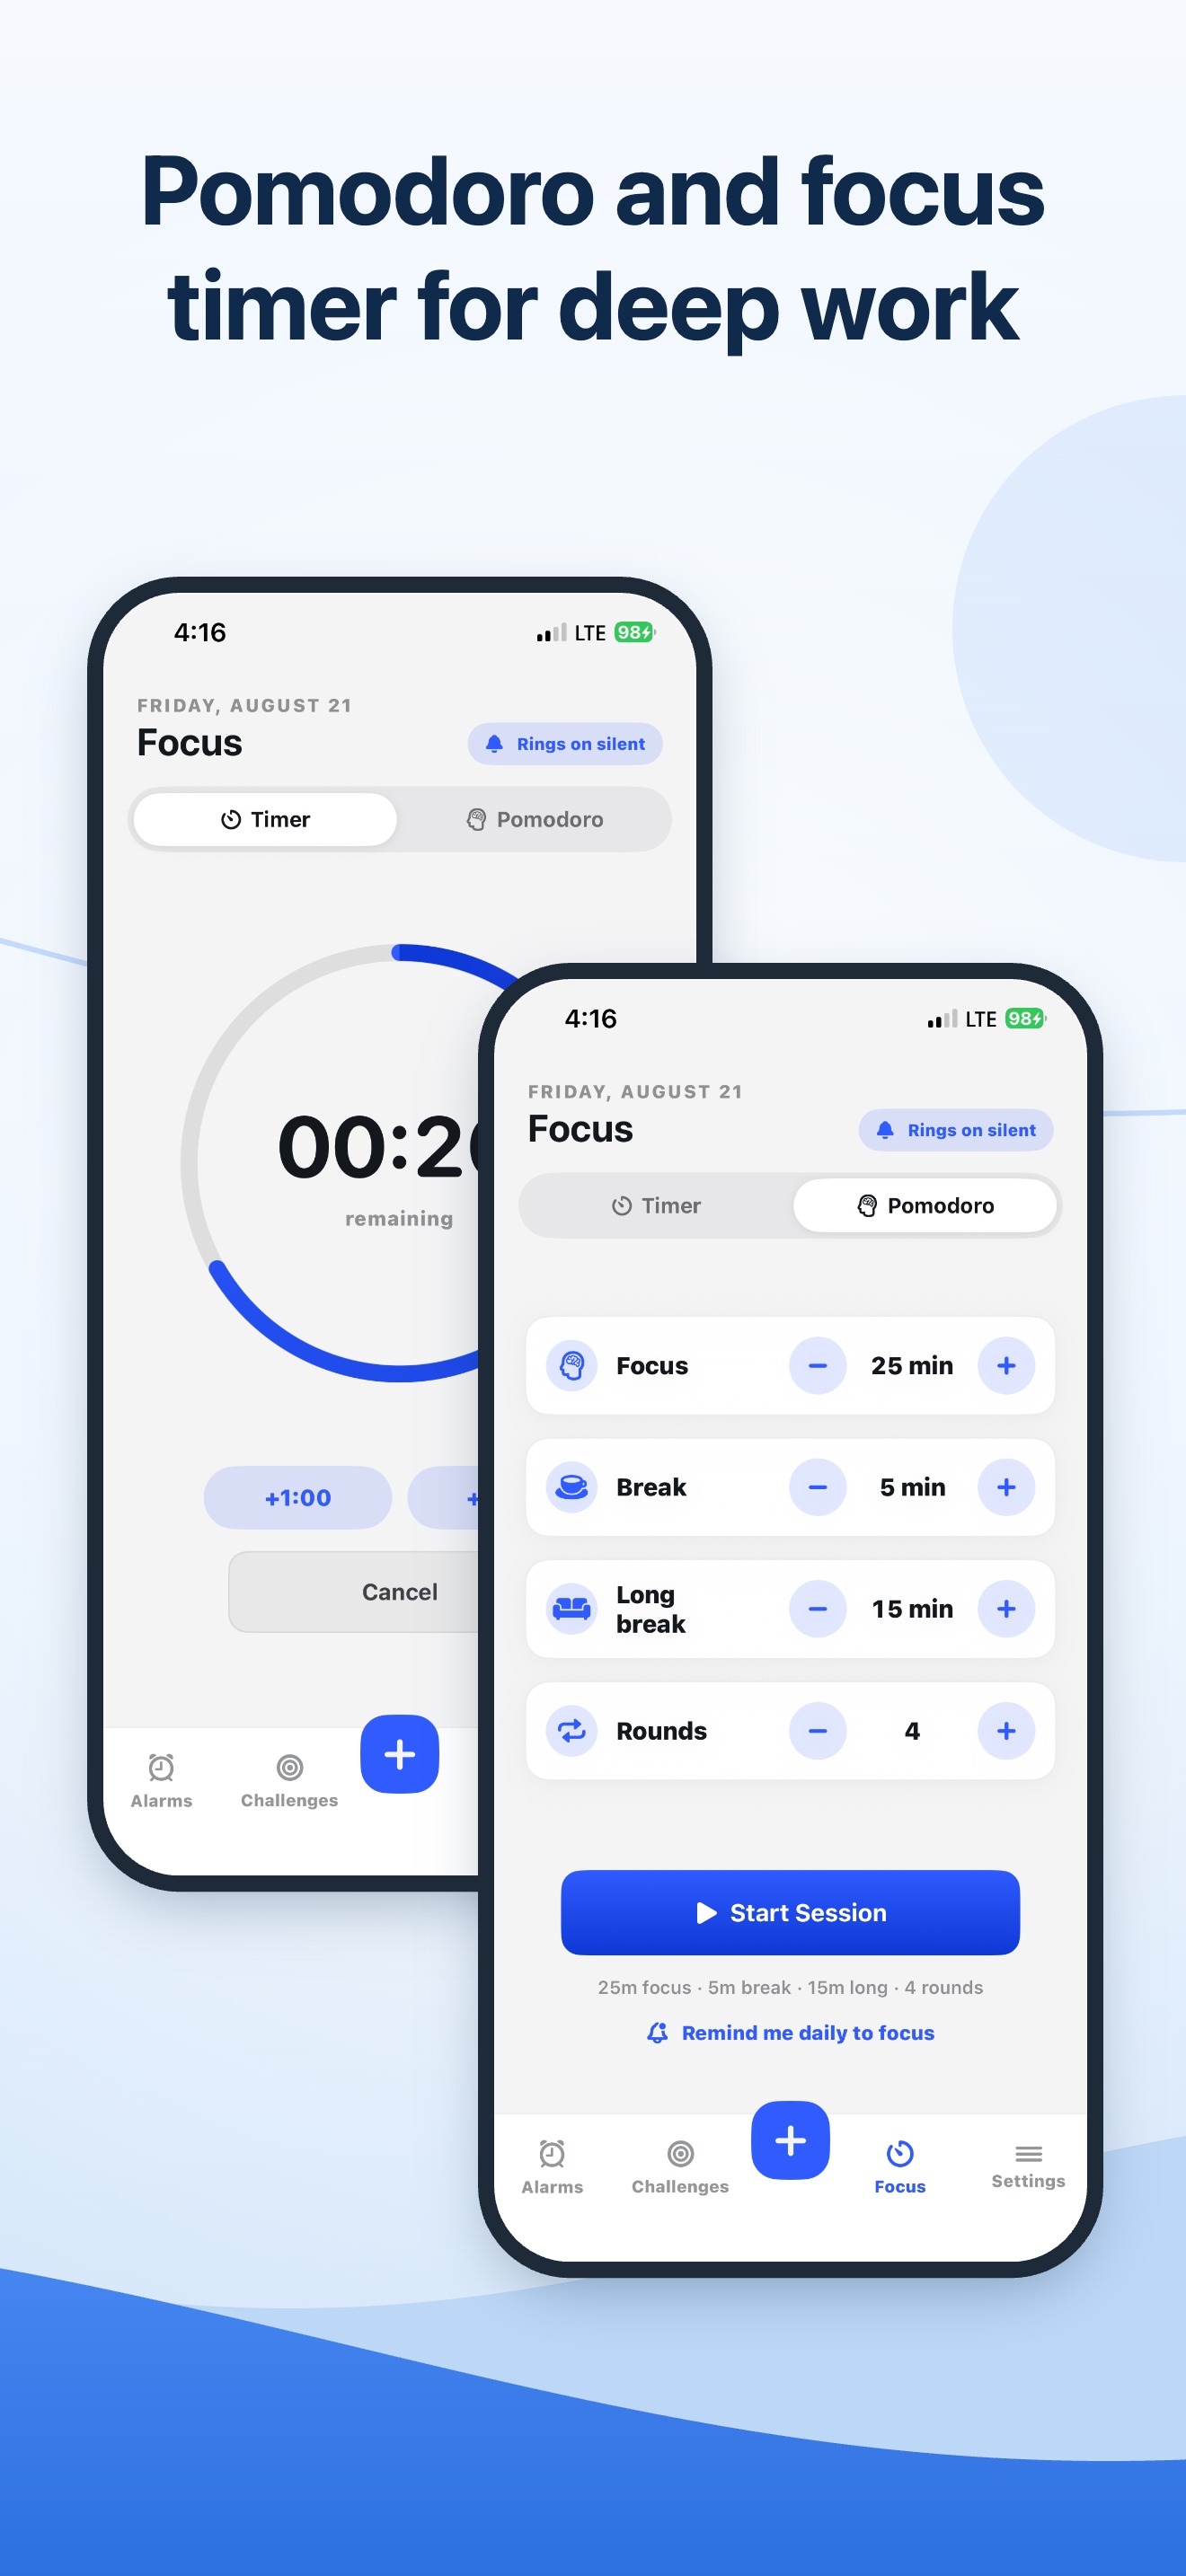 Pomodoro and focus
timer for deep work
4:16
LTE 98
FRIDAY, AUGUST 21
Focus
Rings on silent
Timer
Pomodoro
remaining
+1:00
Cancel
Alarms
Challenges
4:16
LTE 98
FRIDAY, AUGUST 21
Focus
Rings on silent
Timer
Pomodoro
Focus
25 min
Break
5 min
Long
break
15 min
Rounds
4
Start Session
25m focus · 5m break · 15m long · 4 rounds
Remind me daily to focus
Alarms
Challenges
Focus
Settings